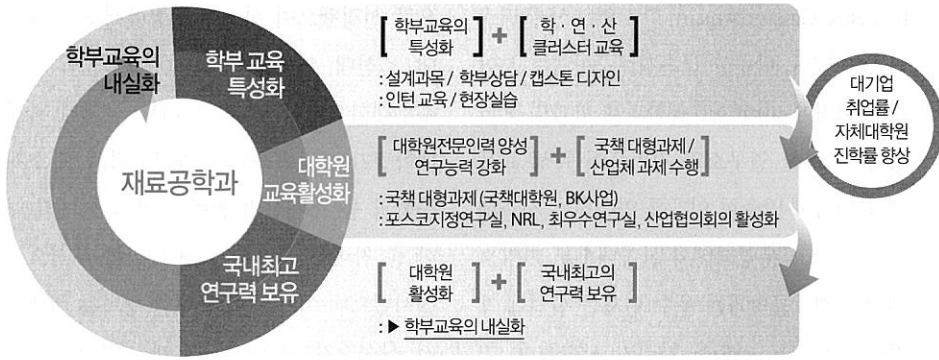 학부교육의
내실화
학부 교육
특성화
대학원
교육활성화
국내최고
연구력 보유
재료공학과
[ 학부교육의 특성화 ] + [ 학 · 연 · 산 클러스터 교육 ]
: 설계과목 / 학부상담 / 캡스톤 디자인
: 인턴 교육 / 현장실습
[ 대학원전문인력 양성 연구능력 강화 ] + [ 국책 대형과제 / 산업체 과제 수행 ]
: 국책 대형과제 (국책대학원, BK사업)
: 포스코지정연구실, NRL, 최우수연구실, 산업협의회의 활성화
[ 대학원 활성화 ] + [ 국내최고의 연구력 보유 ]
: ▶ 학부교육의 내실화
대기업
취업률 /
자체대학원
진학률 향상